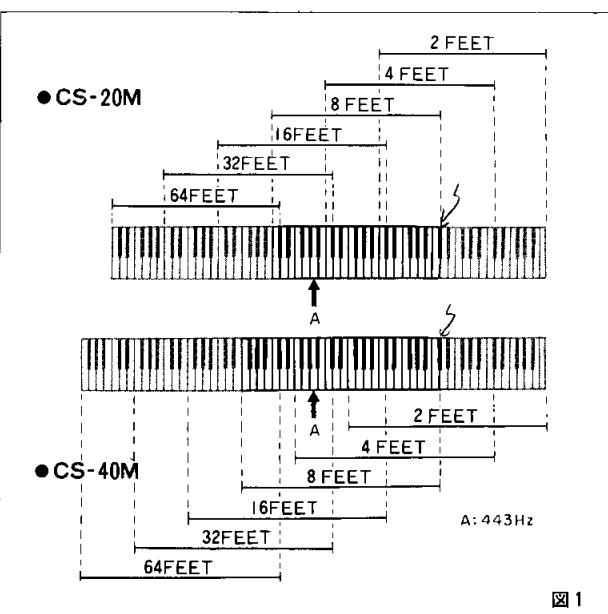 2 FEET
4 FEET
●CS-20M
8 FEET
16FEET
32FEET
64FEET
A
A
2 FEET
4 FEET
●CS-40M
8 FEET
16FEET
A:443Hz
32FEET
64FEET
図1